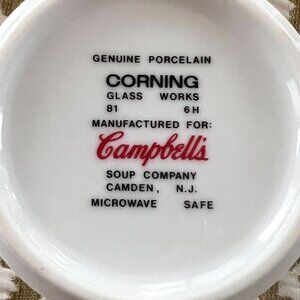 GENUINE PORCELAIN
CORNING
GLASS WORKS
81 6H
MANUFACTURED FOR:
Campbell's
SOUP COMPANY
CAMDEN, N.J.
MICROWAVE SAFE